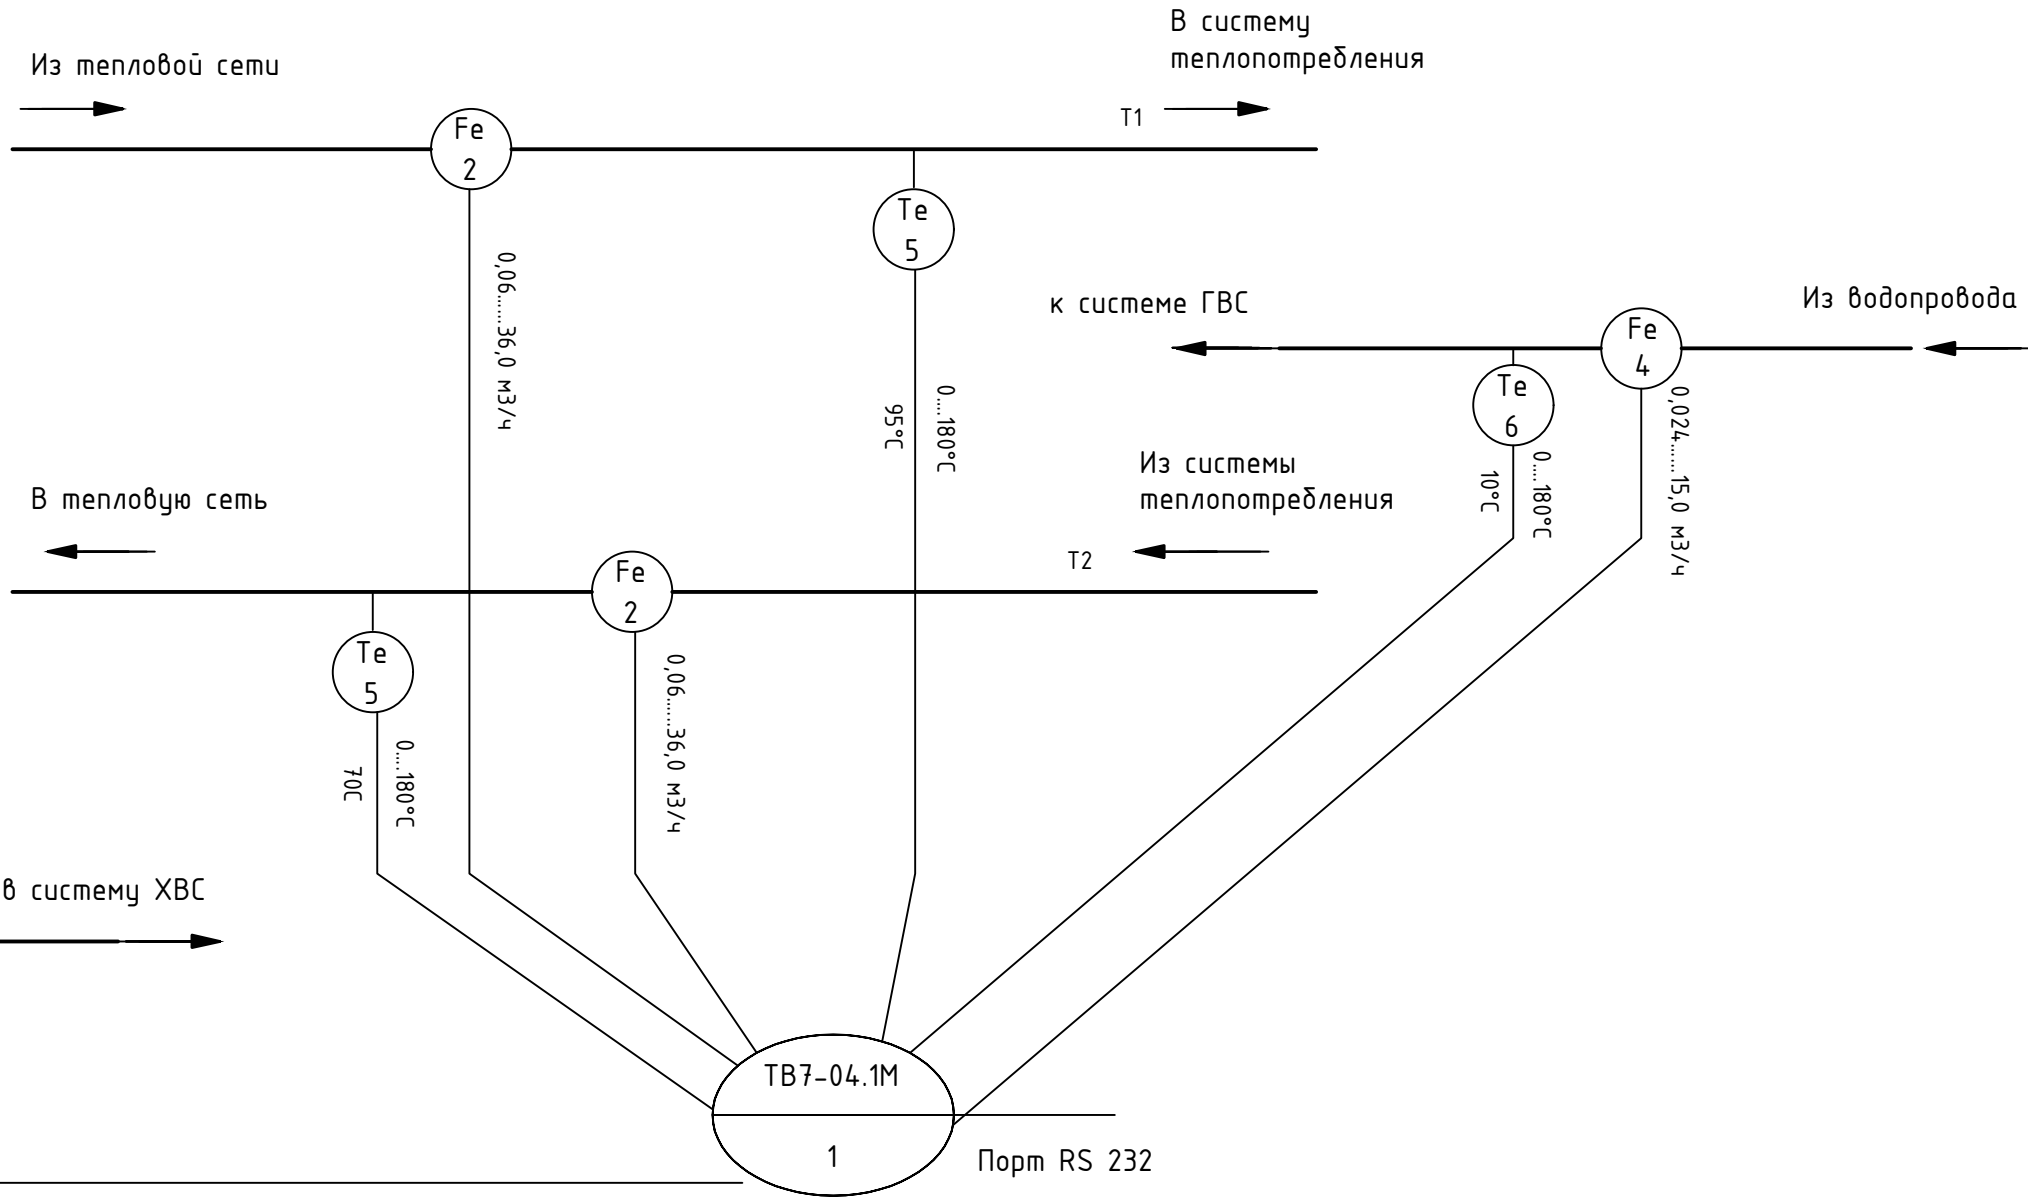 В систему
теплопотребления
Из тепловой сети
Т1
Fe
2
Te
5
0,06.......36,0 м3/ч
к системе ГВС
Из водопровода
Fe
4
Te
6
95°С
0....180°С
0,024.......15,0 м3/ч
Из системы
теплопотребления
10°С
0....180°С
В тепловую сеть
Т2
Fe
2
Te
5
0,06.......36,0 м3/ч
0....180°С
70С
в систему ХВС
ТВ7-04.1М
1
Порт RS 232